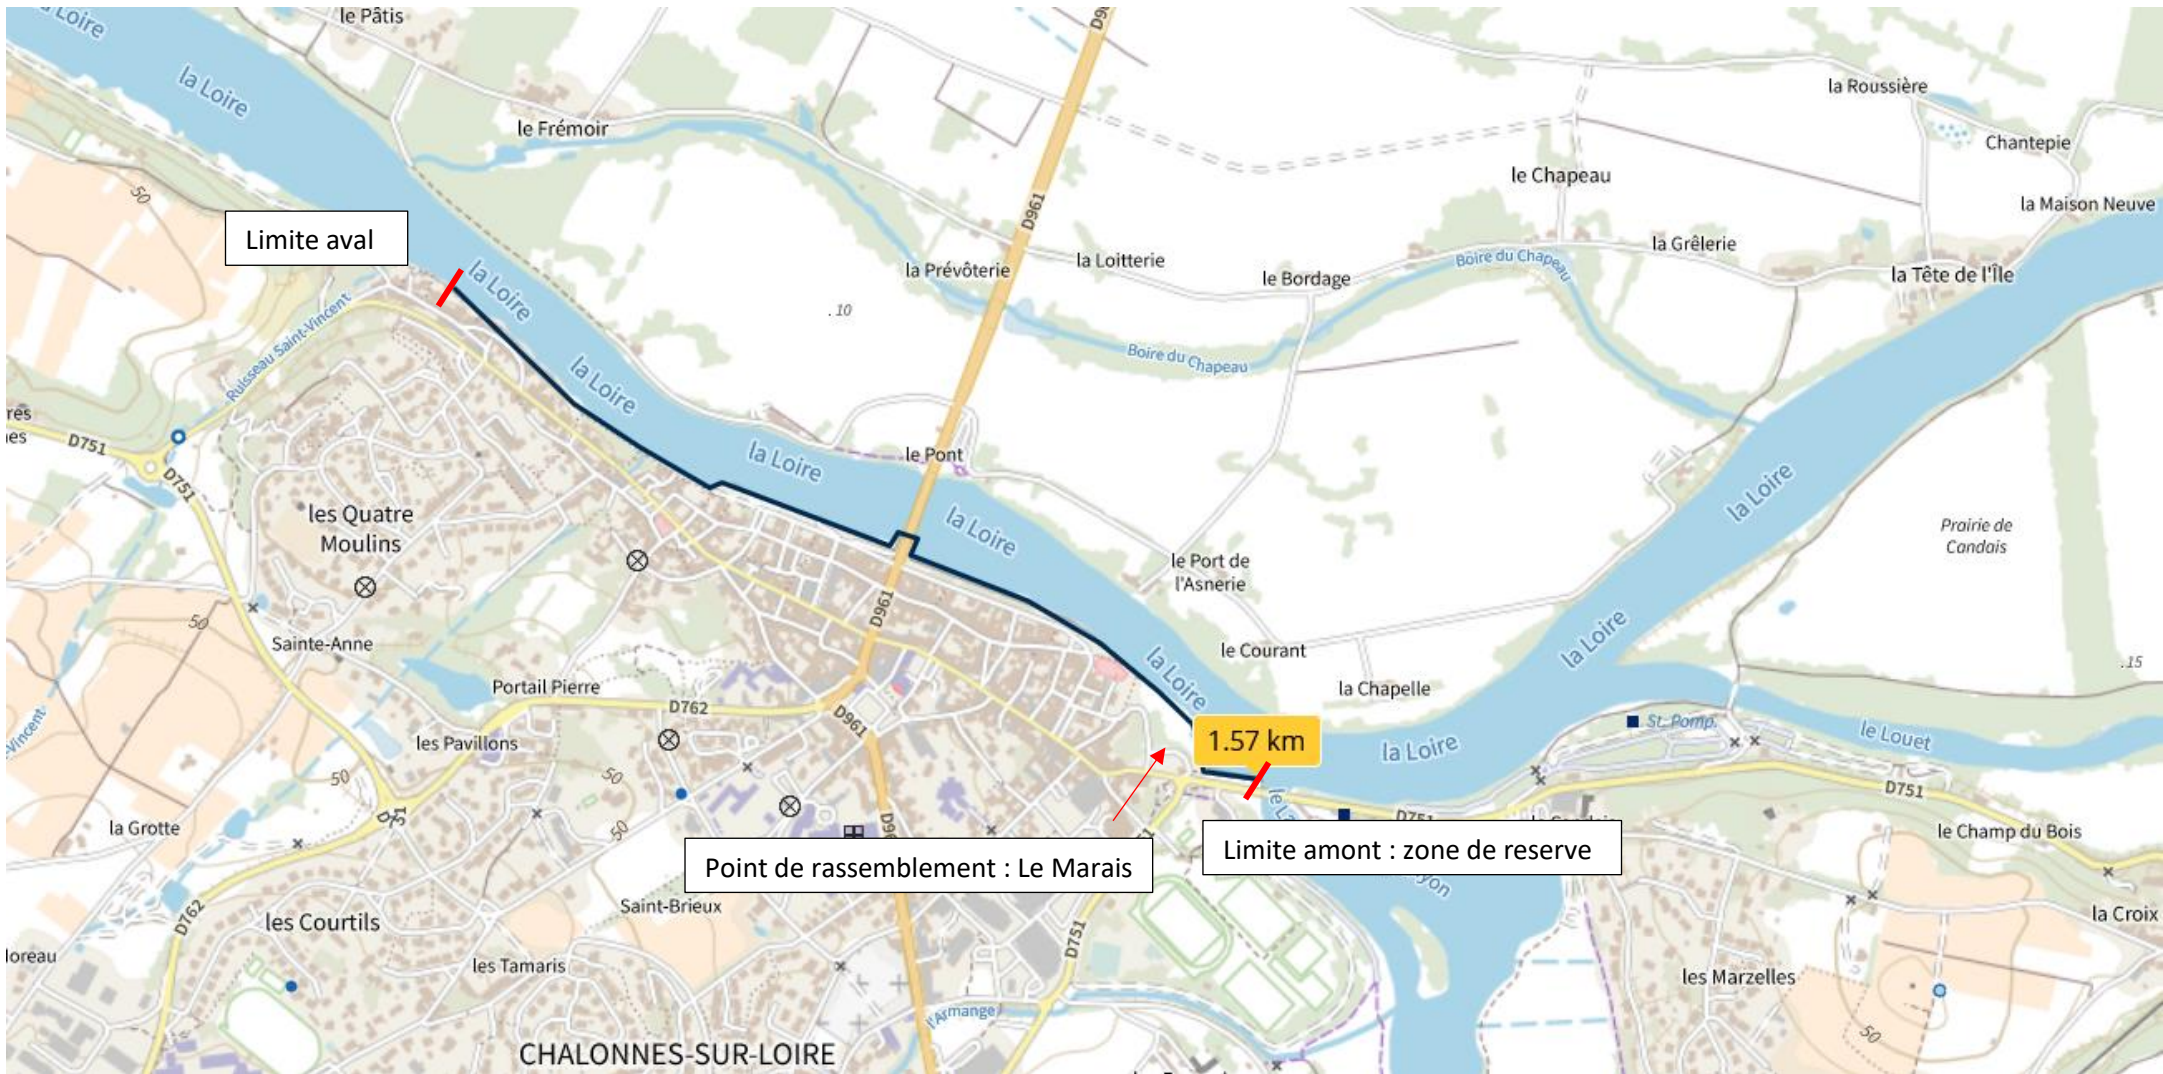 la Loire
le Pâtis
la Loire
le Frémoir
la Roussière
Chantepie
le Chapeau
la Maison Neuve
50
D961
Limite aval
la Loire
la Prévôterie
la Loitterie
le Bordage
Boire du Chapeau
la Grêlerie
la Tête de l'Île
Ruisseau Saint-Vincent
. 10
Boire du Chapeau
la Loire
D751
D751
la Loire
le Pont
la Loire
la Loire
les Quatre
Moulins
Prairie de
Candais
le Port de
l'Asnerie
50
D961
Sainte-Anne
le Courant
la Loire
la Loire
.15
Portail Pierre
la Chapelle
D762
D961
St. Pomp.
le Louet
les Pavillons
1.57 km
la Loire
50
50
D751
la Grotte
50
D751
le Champ du Bois
Point de rassemblement : Le Marais
Limite amont : zone de reserve
D762
les Courtils
Saint-Brieux
D751
la Croix
les Tamaris
les Marzelles
l'Armange
50
CHALONNES-SUR-LOIRE